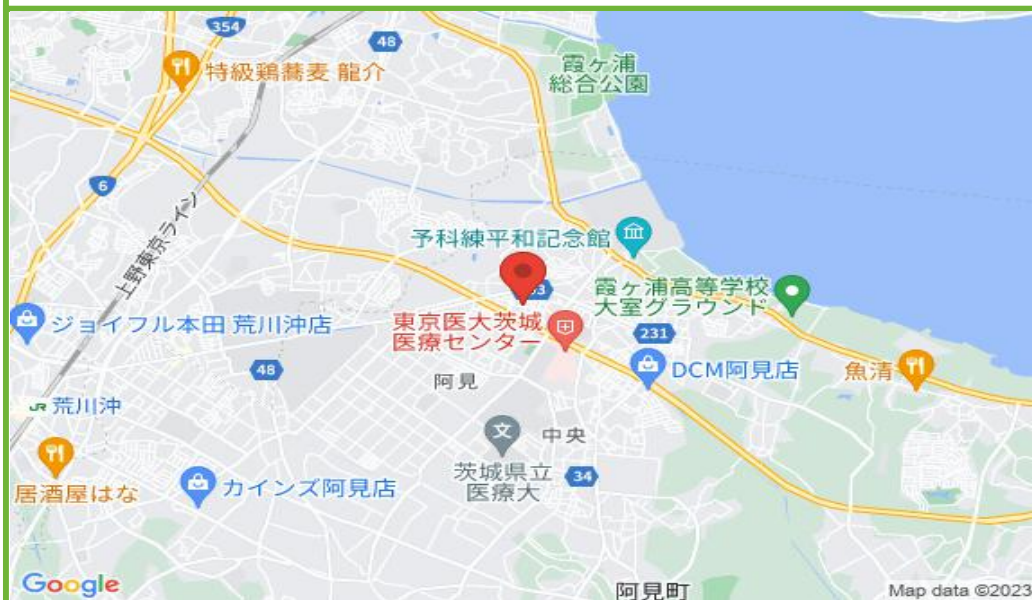 354
48
特級鶏蕎麦 龍介
霞ヶ浦
総合公園
6
上野東京ライン
予科練平和記念館
霞ヶ浦高等学校
大室グラウンド
ジョイフル本田 荒川沖店
東京医大茨城
医療センター
231
48
阿見
DCM阿見店
魚清
JR 荒川沖
中央
茨城県立
医療大
34
居酒屋はな
カインズ阿見店
阿見町
Google
Map data ©2023